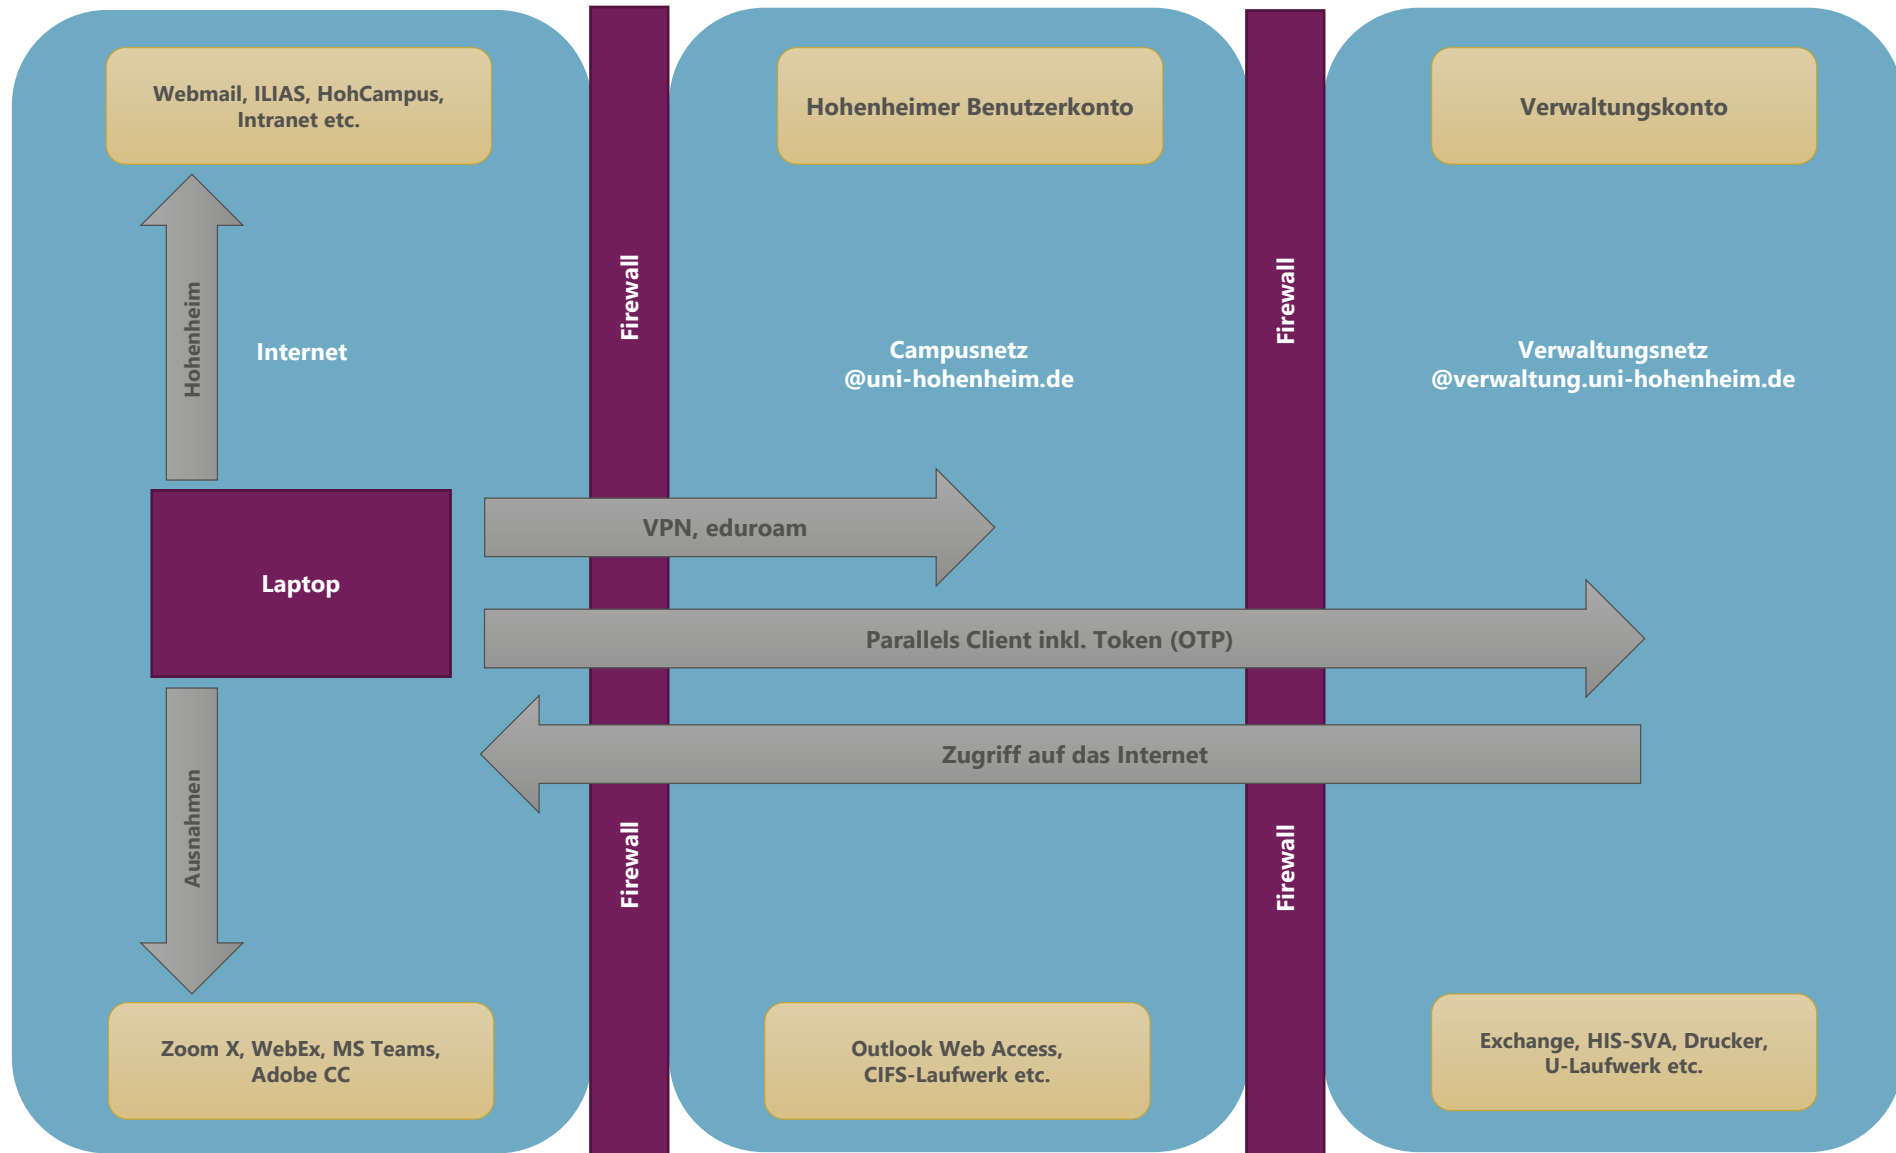 Webmail, ILIAS, HohCampus,
Intranet etc.
Hohenheimer Benutzerkonto
Verwaltungskonto
Hohenheim
Internet
Firewall
Campusnetz
@uni-hohenheim.de
Firewall
Verwaltungsnetz
@verwaltung.uni-hohenheim.de
VPN, eduroam
Laptop
Parallels Client inkl. Token (OTP)
Zugriff auf das Internet
Ausnahmen
Firewall
Firewall
Zoom X, WebEx, MS Teams,
Adobe CC
Outlook Web Access,
CIFS-Laufwerk etc.
Exchange, HIS-SVA, Drucker,
U-Laufwerk etc.